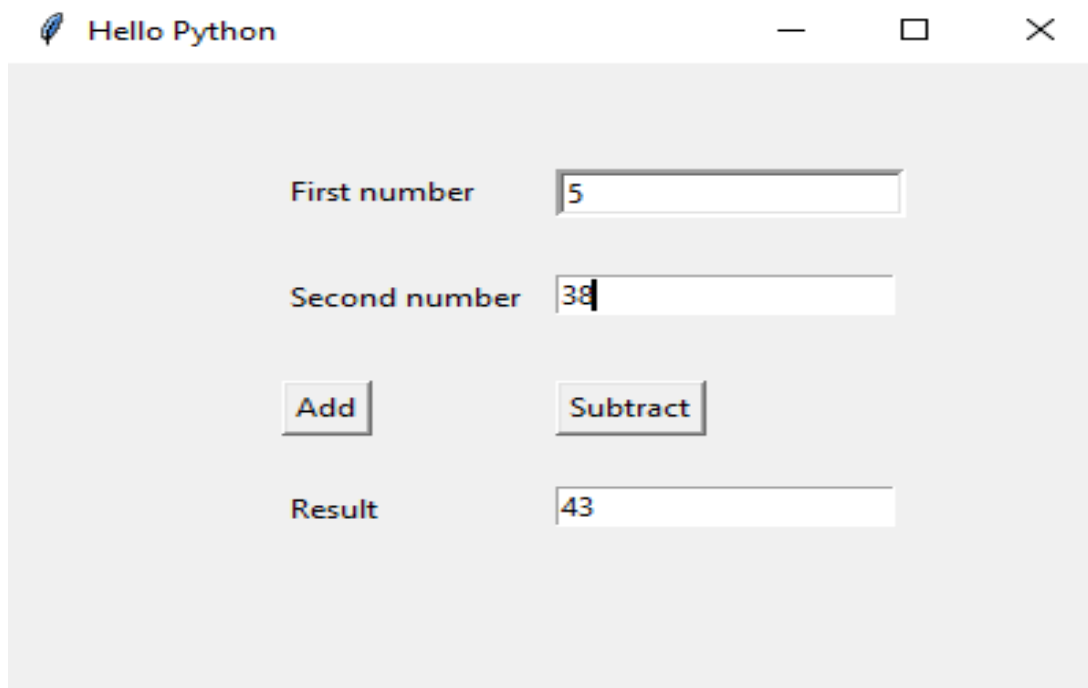 Hello Python
First number 5
Second number 38
Add Subtract
Result 43